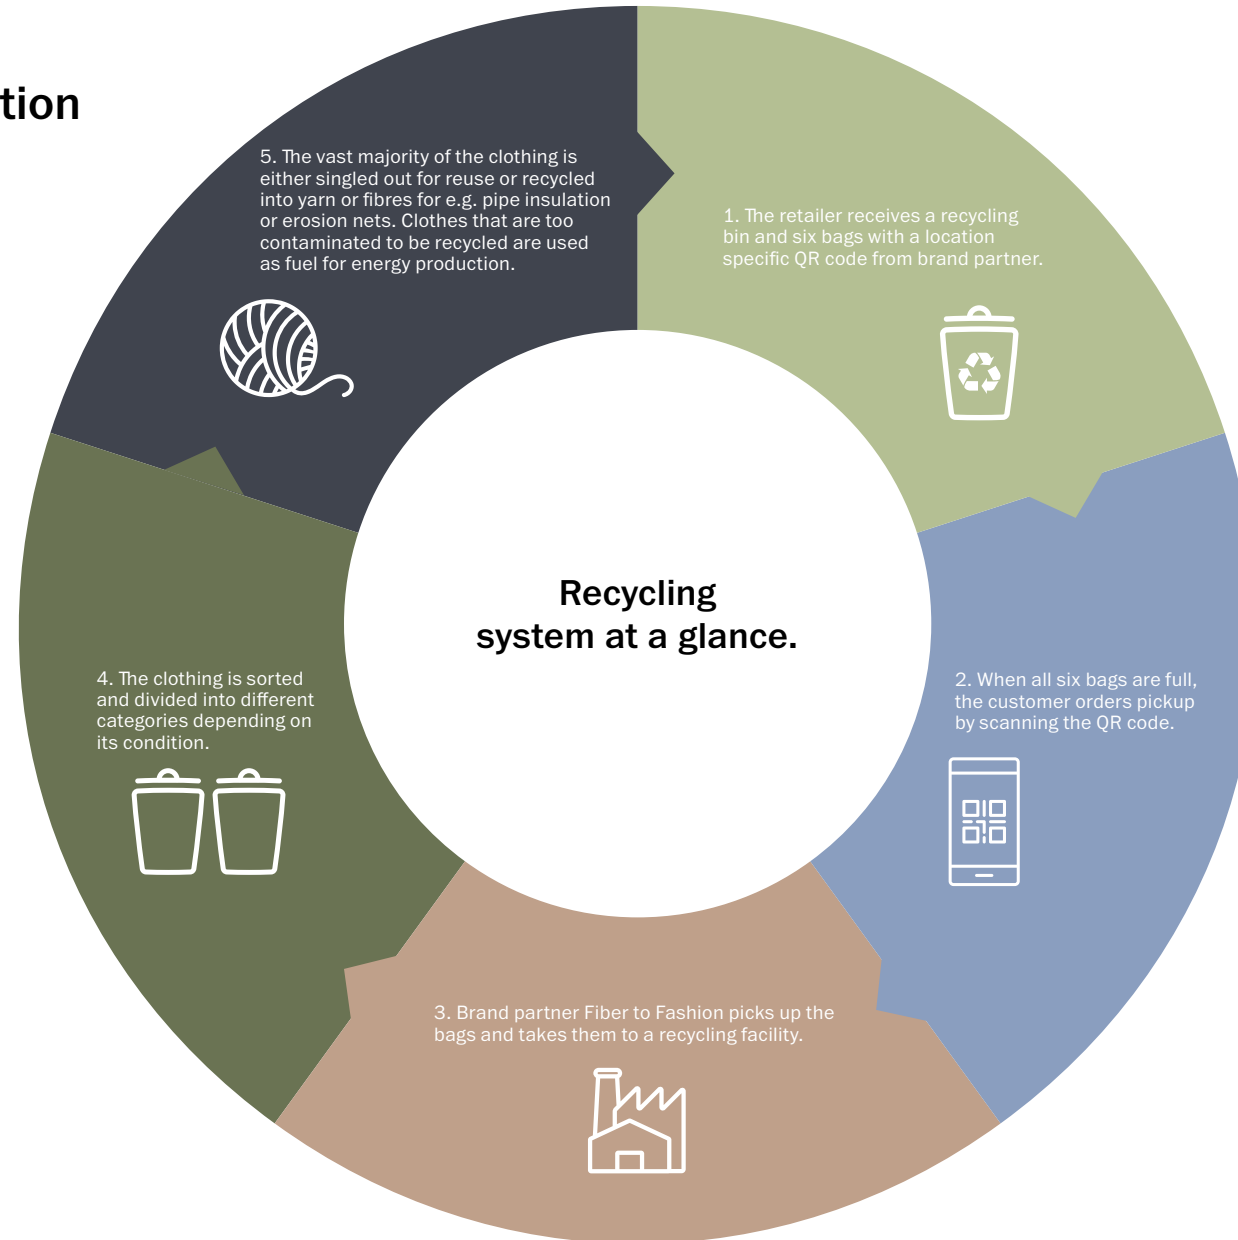 tion
5. The vast majority of the clothing is
either singled out for reuse or recycled
into yarn or fibres for e.g. pipe insulation
or erosion nets. Clothes that are too
contaminated to be recycled are used
as fuel for energy production.
1. The retailer receives a recycling
bin and six bags with a location
specific QR code from brand partner.
Recycling
system at a glance.
4. The clothing is sorted
and divided into different
categories depending on
its condition.
2. When all six bags are full,
the customer orders pickup
by scanning the QR code.
3. Brand partner Fiber to Fashion picks up the
bags and takes them to a recycling facility.